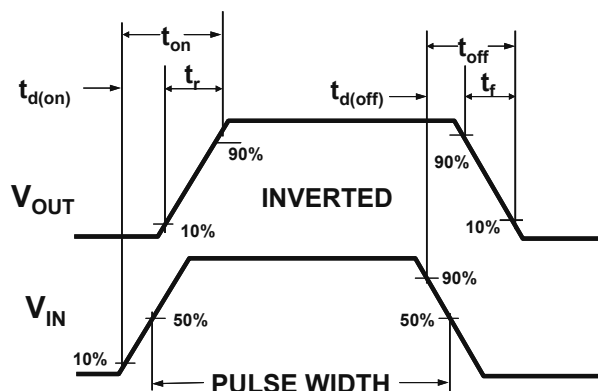 t_on
t_off
t_d(on)
t_r
t_d(off)
t_f
90%
90%
V_OUT
INVERTED
10%
10%
90%
V_IN
50%
50%
10%
PULSE WIDTH